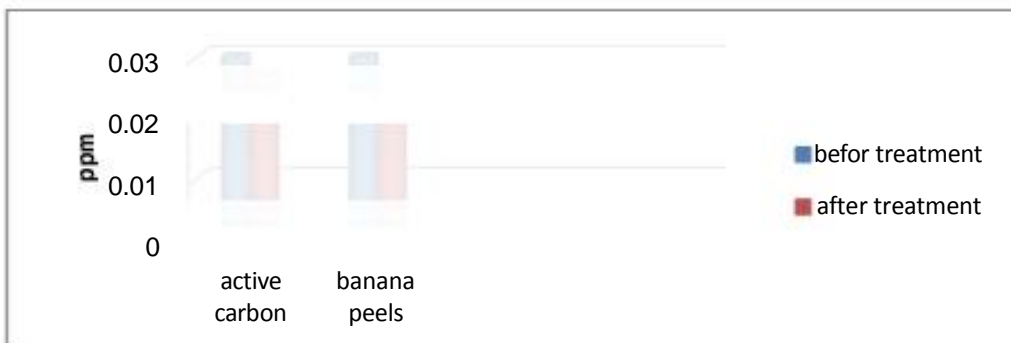 0.03
0.02
ppm
0.01
0
befor treatment
after treatment
active
carbon
banana
peels